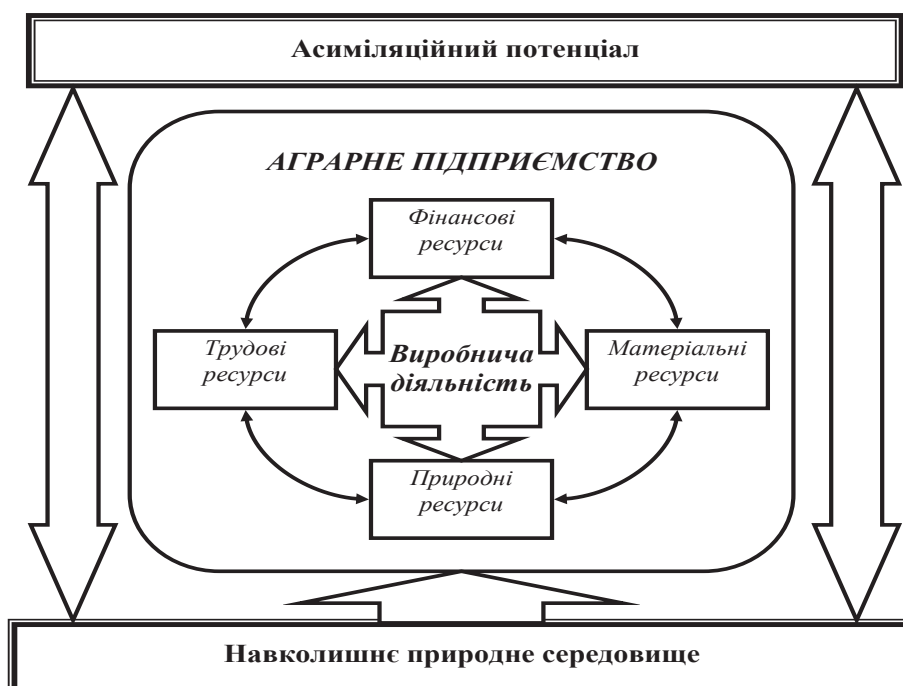 Асиміляційний потенціал
АГРАРНЕ ПІДПРИЄМСТВО
Фінансові
ресурси
Трудові
ресурси
Виробнича
діяльність
Матеріальні
ресурси
Природні
ресурси
Навколишнє природне середовище